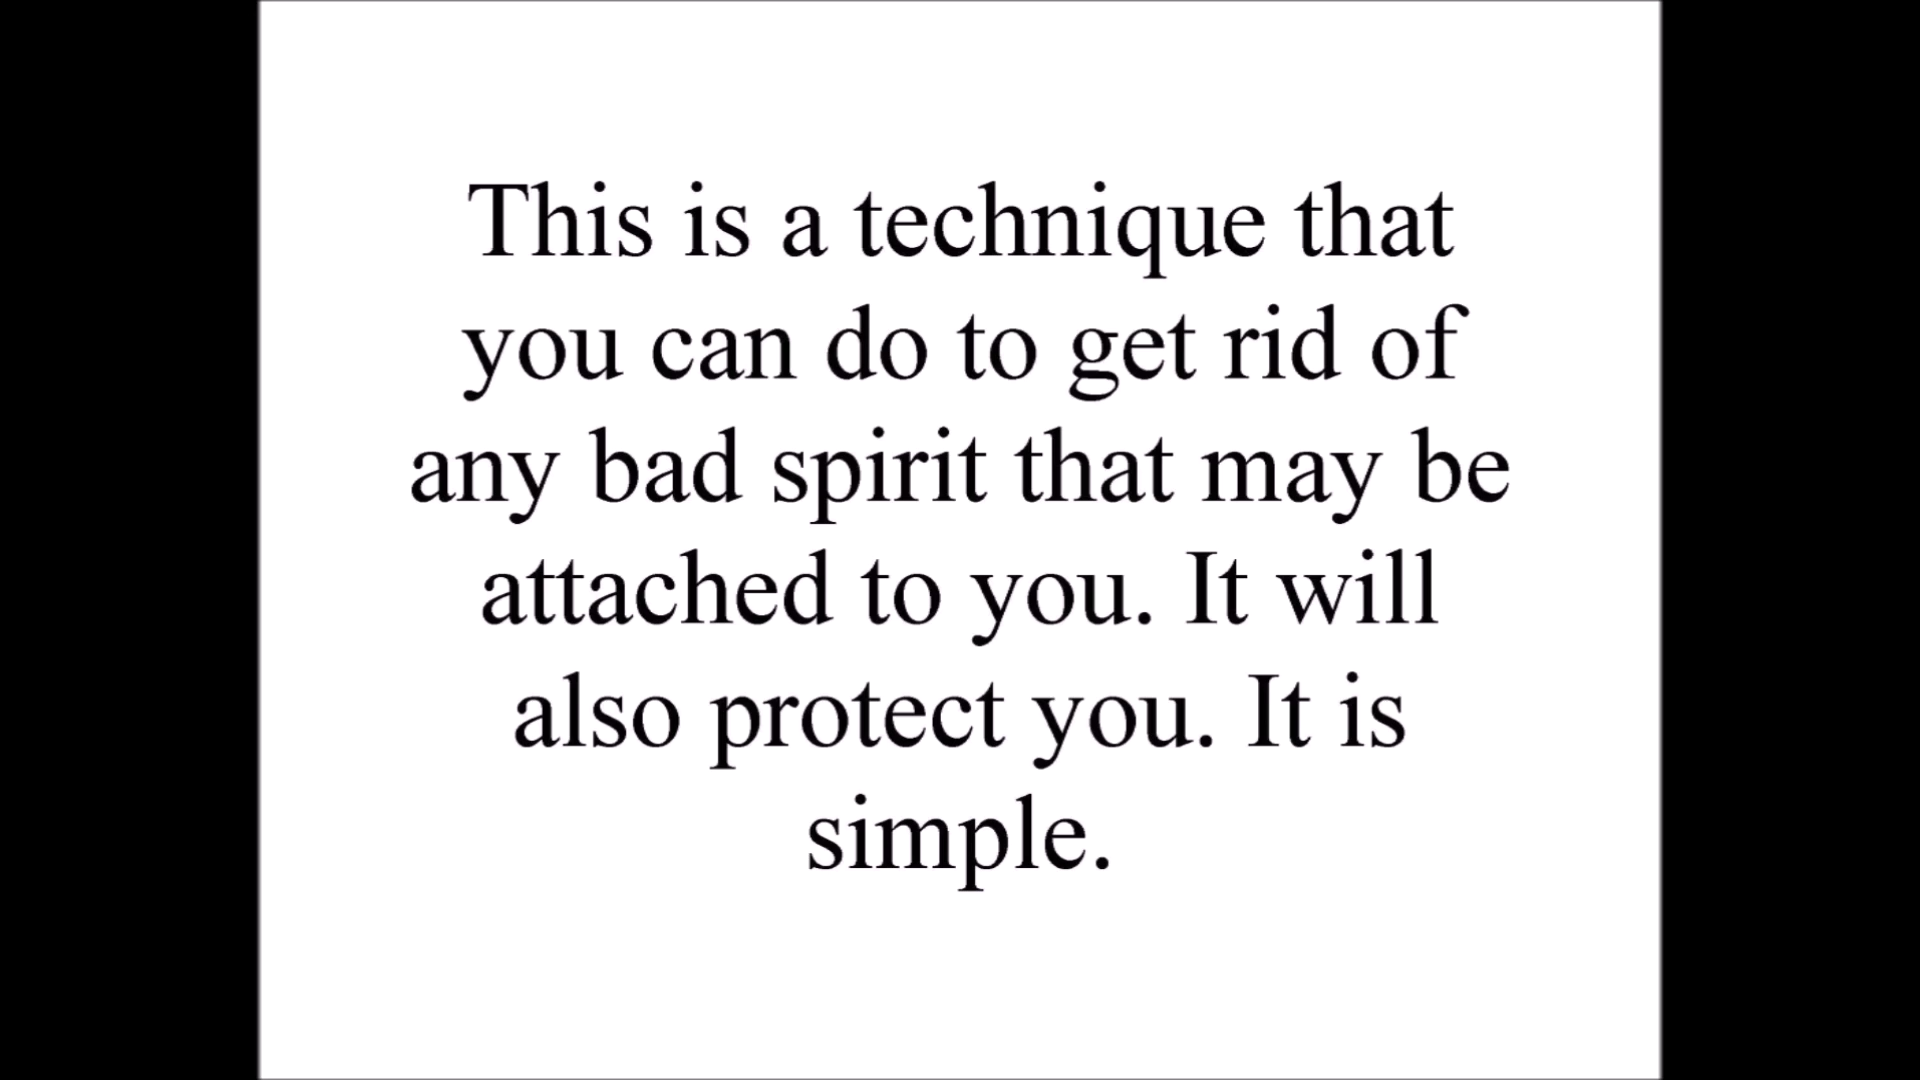 This is a technique that
you can do to get rid of
any bad spirit that may be
attached to you. It will
also protect you. It is
simple.